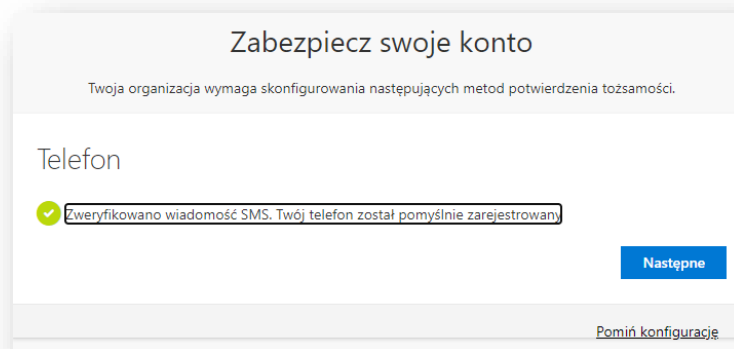 Zabezpiecz swoje konto
Twoja organizacja wymaga skonfigurowania następujących metod potwierdzenia tożsamości.
Telefon
Zweryfikowano wiadomość SMS. Twój telefon został pomyślnie zarejestrowany
Następne
Pomiń konfigurację